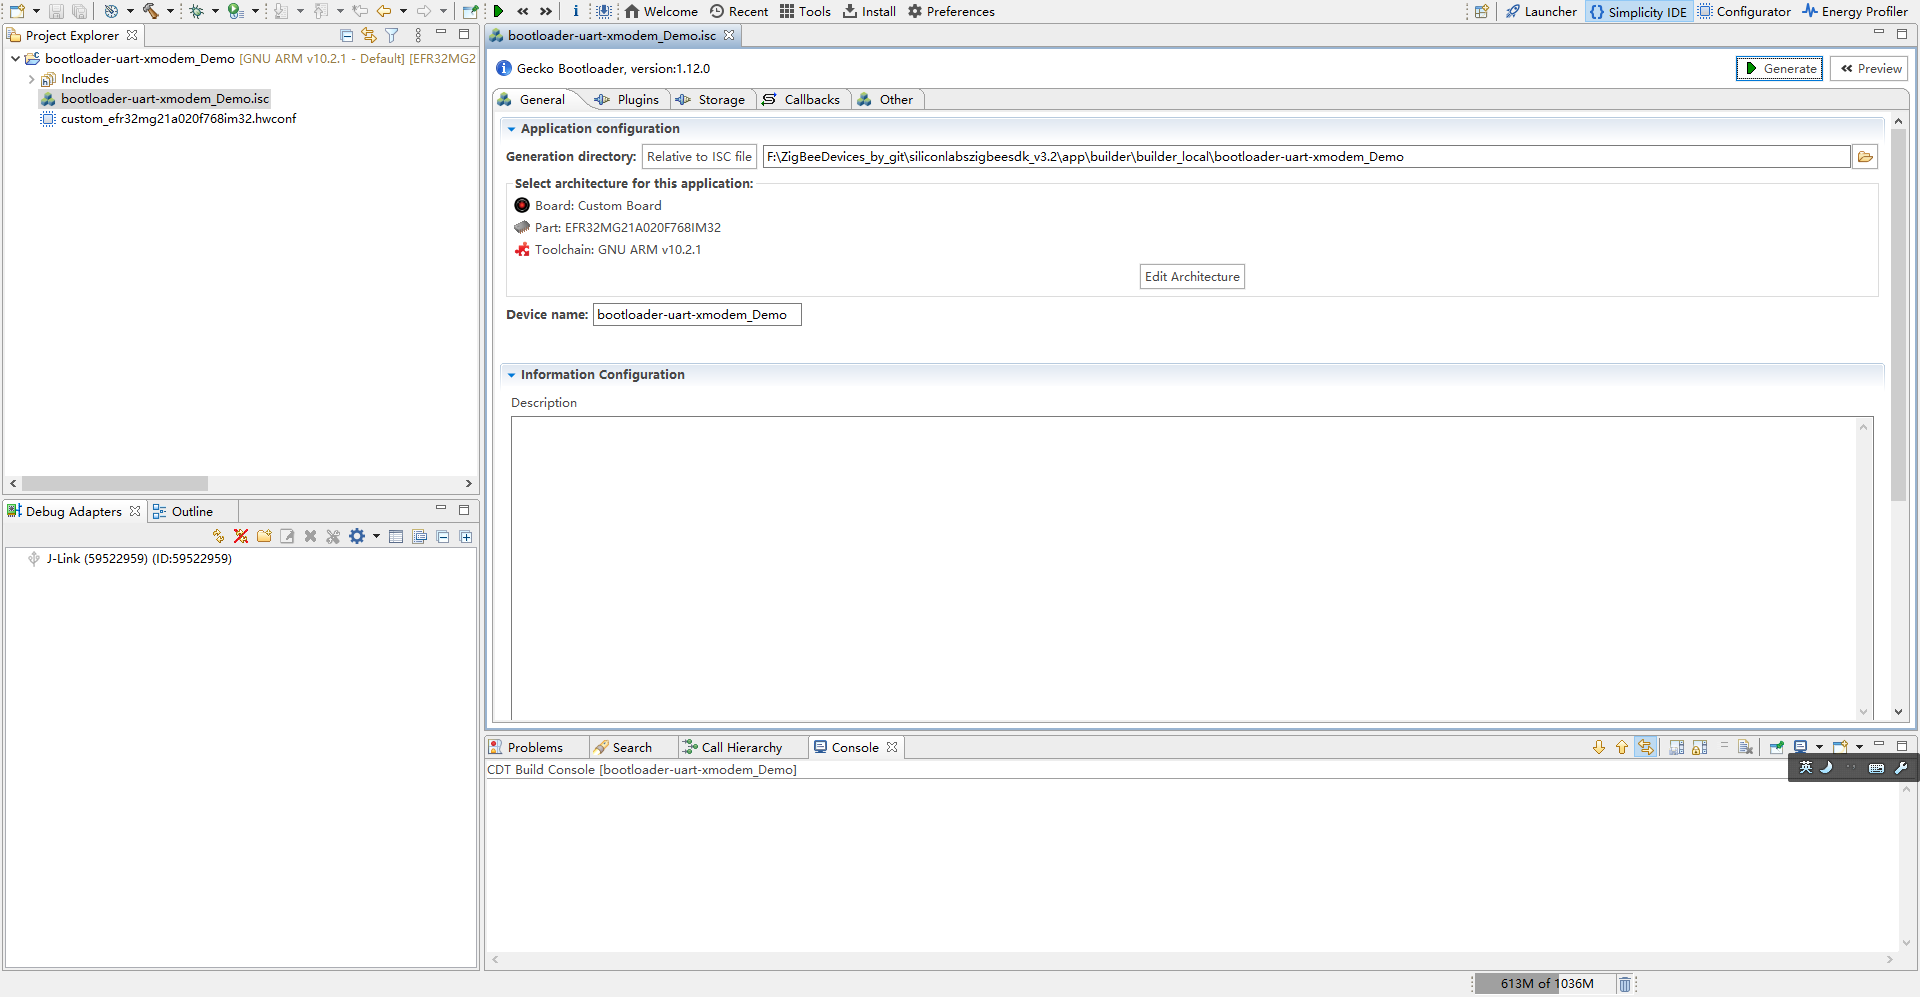 Welcome Recent Tools Install Preferences Launcher Simplicity IDE Configurator Energy Profiler
Project Explorer
bootloader-uart-xmodem_Demo [GNU ARM v10.2.1 - Default] [EFR32MG2
Includes
bootloader-uart-xmodem_Demo.isc
custom_efr32mg21a020f768im32.hwconf
Debug Adapters Outline
J-Link (59522959) (ID:59522959)
bootloader-uart-xmodem_Demo.isc
Gecko Bootloader, version:1.12.0
Generate Preview
General Plugins Storage Callbacks Other
Application configuration
Generation directory: Relative to ISC file F:\ZigBeeDevices_by_git\siliconlabszigbeesdk_v3.2\app\builder\builder_local\bootloader-uart-xmodem_Demo
Select architecture for this application:
Board: Custom Board
Part: EFR32MG21A020F768IM32
Toolchain: GNU ARM v10.2.1
Edit Architecture
Device name: bootloader-uart-xmodem_Demo
Information Configuration
Description
Problems Search Call Hierarchy Console
CDT Build Console [bootloader-uart-xmodem_Demo]
英
613M of 1036M